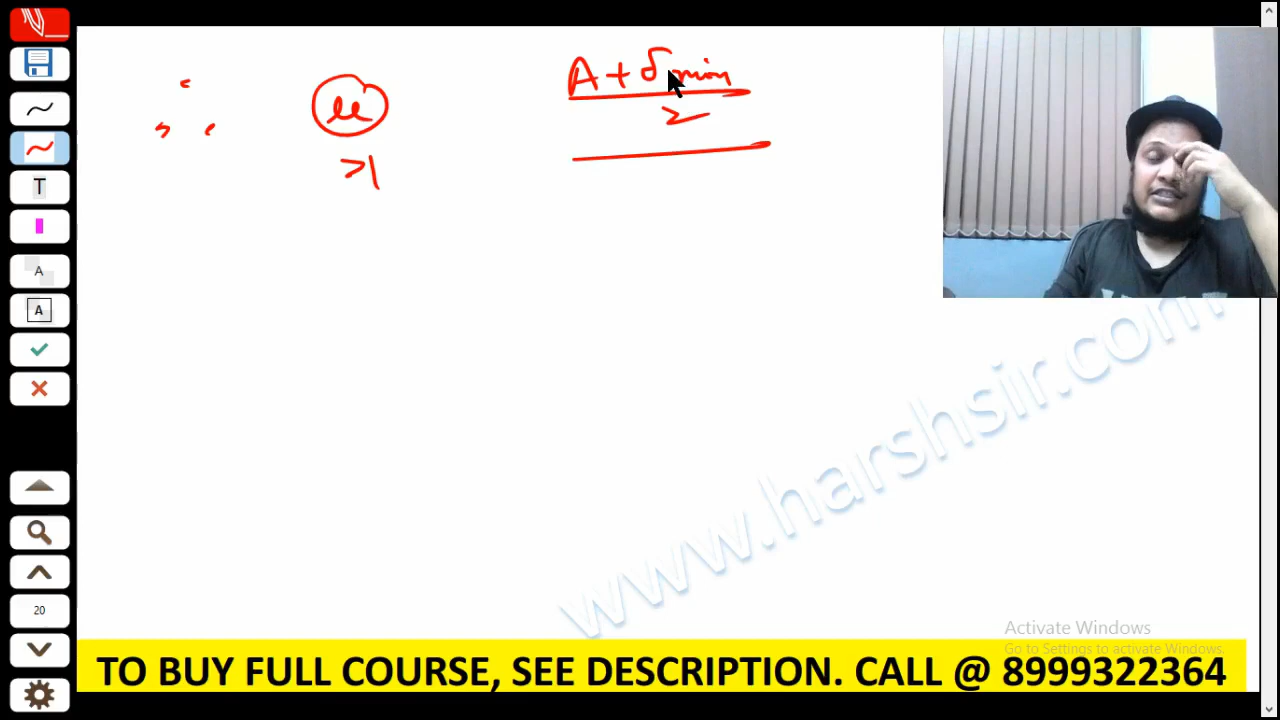 ∴
μ
>1
A + δmin
2
T
A
A
20
www.harshsir.com
Activate Windows
Go to Settings to activate Windows.
TO BUY FULL COURSE, SEE DESCRIPTION. CALL @ 8999322364